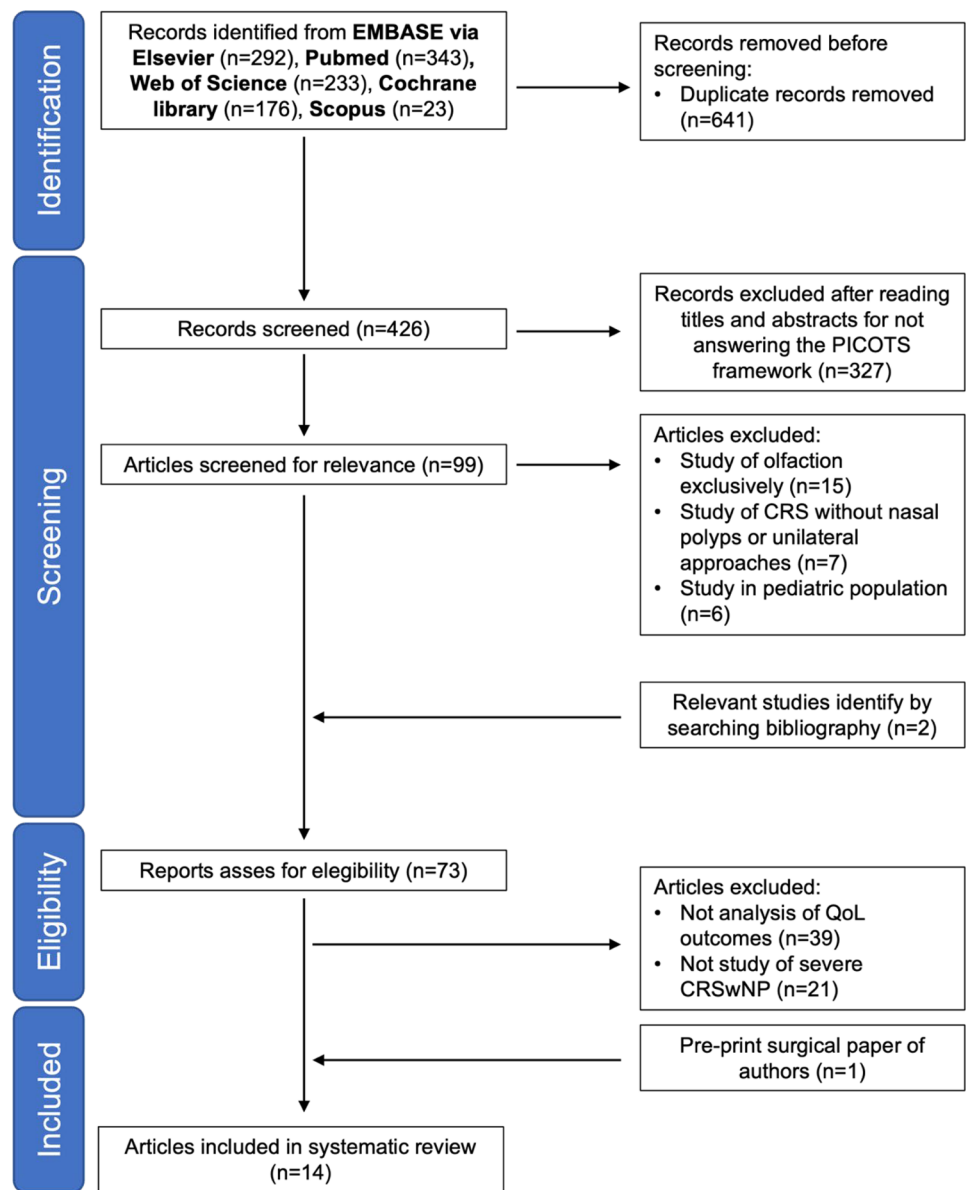 Identification
Records identified from EMBASE via
Elsevier (n=292), Pubmed (n=343),
Web of Science (n=233), Cochrane
library (n=176), Scopus (n=23)
Records removed before
screening:
• Duplicate records removed
(n=641)
Screening
Records screened (n=426)
Records excluded after reading
titles and abstracts for not
answering the PICOTS
framework (n=327)
Articles screened for relevance (n=99)
Articles excluded:
• Study of olfaction
exclusively (n=15)
• Study of CRS without nasal
polyps or unilateral
approaches (n=7)
• Study in pediatric population
(n=6)
Relevant studies identify by
searching bibliography (n=2)
Eligibility
Reports asses for elegibility (n=73)
Articles excluded:
• Not analysis of QoL
outcomes (n=39)
• Not study of severe
CRSwNP (n=21)
Included
Pre-print surgical paper of
authors (n=1)
Articles included in systematic review
(n=14)